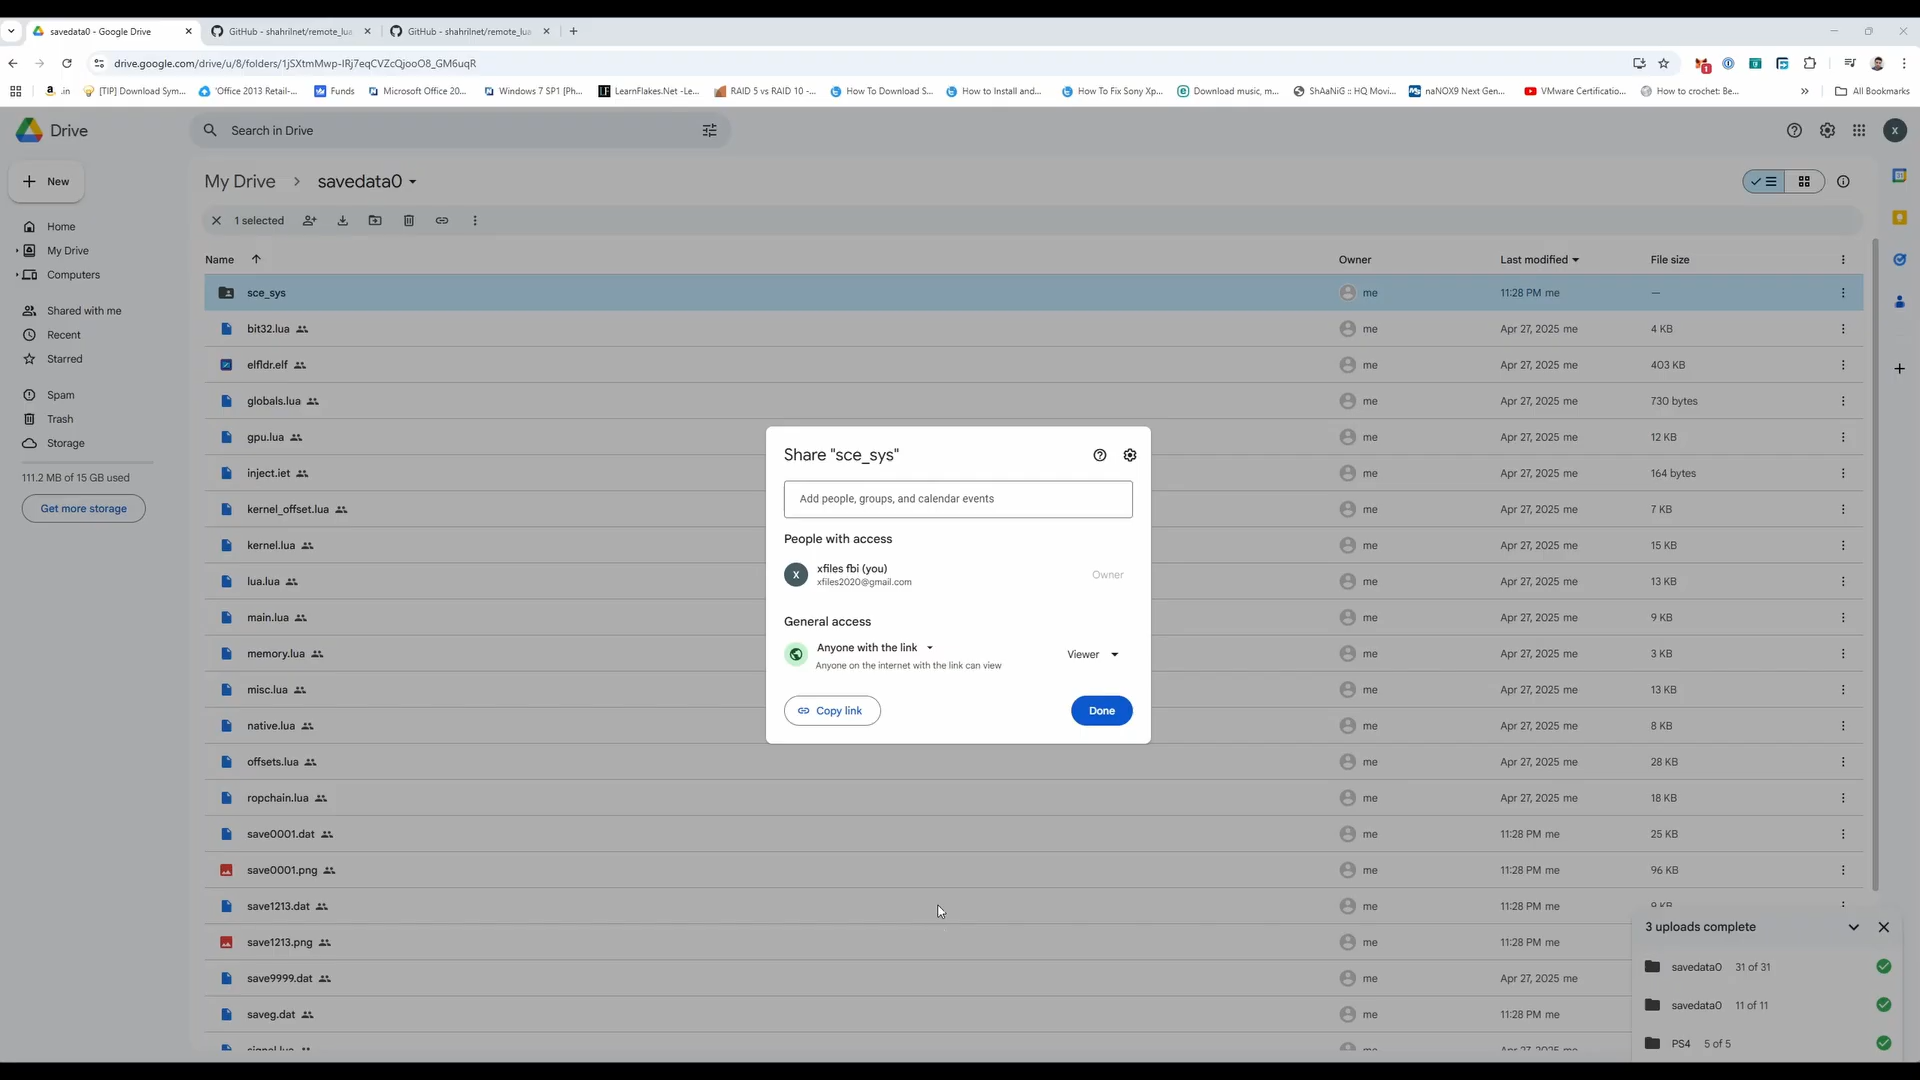 savedata0 - Google Drive
GitHub - shahrilnet/remote_lua
GitHub - shahrilnet/remote_lua
drive.google.com/drive/u/8/folders/1jSXtmMwp-IRj7eqCVZcQjooO8_GM6uqR
.in
[TIP] Download Sym...
'Office 2013 Retail-...
Funds
Microsoft Office 20...
Windows 7 SP1 [Ph...
LearnFlakes.Net -Le...
RAID 5 vs RAID 10 -...
How To Download S...
How to Install and...
How To Fix Sony Xp...
Download music, m...
ShAaNiG :: HQ Movi...
naNOX9 Next Gen...
VMware Certificatio...
How to crochet: Be...
All Bookmarks
Drive
Search in Drive
X
New
My Drive
savedata0
1 selected
Home
My Drive
Computers
Shared with me
Recent
Starred
Spam
Trash
Storage
111.2 MB of 15 GB used
Get more storage
Name Owner Last modified File size
sce_sys me 11:28 PM me —
bit32.lua me Apr 27, 2025 me 4 KB
elfldr.elf me Apr 27, 2025 me 403 KB
globals.lua me Apr 27, 2025 me 730 bytes
gpu.lua me Apr 27, 2025 me 12 KB
inject.iet me Apr 27, 2025 me 164 bytes
kernel_offset.lua me Apr 27, 2025 me 7 KB
kernel.lua me Apr 27, 2025 me 15 KB
lua.lua me Apr 27, 2025 me 13 KB
main.lua me Apr 27, 2025 me 9 KB
memory.lua me Apr 27, 2025 me 3 KB
misc.lua me Apr 27, 2025 me 13 KB
native.lua me Apr 27, 2025 me 8 KB
offsets.lua me Apr 27, 2025 me 28 KB
ropchain.lua me Apr 27, 2025 me 18 KB
save0001.dat me 11:28 PM me 25 KB
save0001.png me 11:28 PM me 96 KB
save1213.dat me 11:28 PM me 9 KB
save1213.png me 11:28 PM me
save9999.dat me Apr 27, 2025 me
saveg.dat me 11:28 PM me
signal.lua me Apr 27, 2025 me
Share "sce_sys"
Add people, groups, and calendar events
People with access
X
xfiles fbi (you)
xfiles2020@gmail.com
Owner
General access
Anyone with the link
Anyone on the internet with the link can view
Viewer
Copy link
Done
3 uploads complete
savedata0 31 of 31
savedata0 11 of 11
PS4 5 of 5